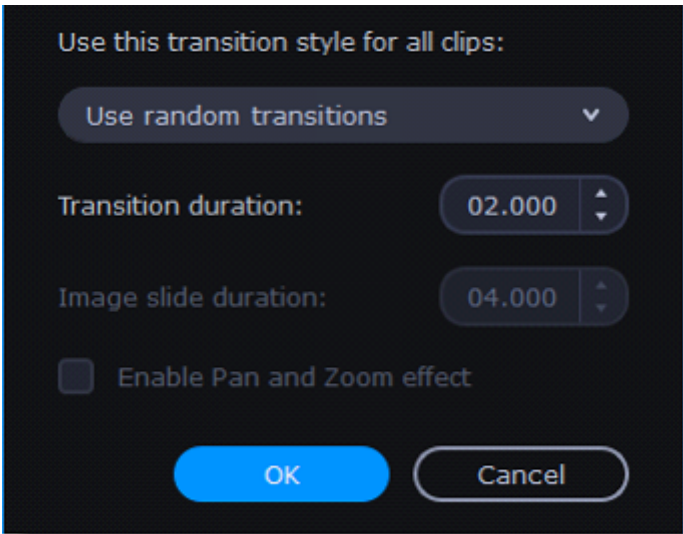 Use this transition style for all clips:
Use random transitions
Transition duration: 02.000
Image slide duration: 04.000
Enable Pan and Zoom effect
OK Cancel